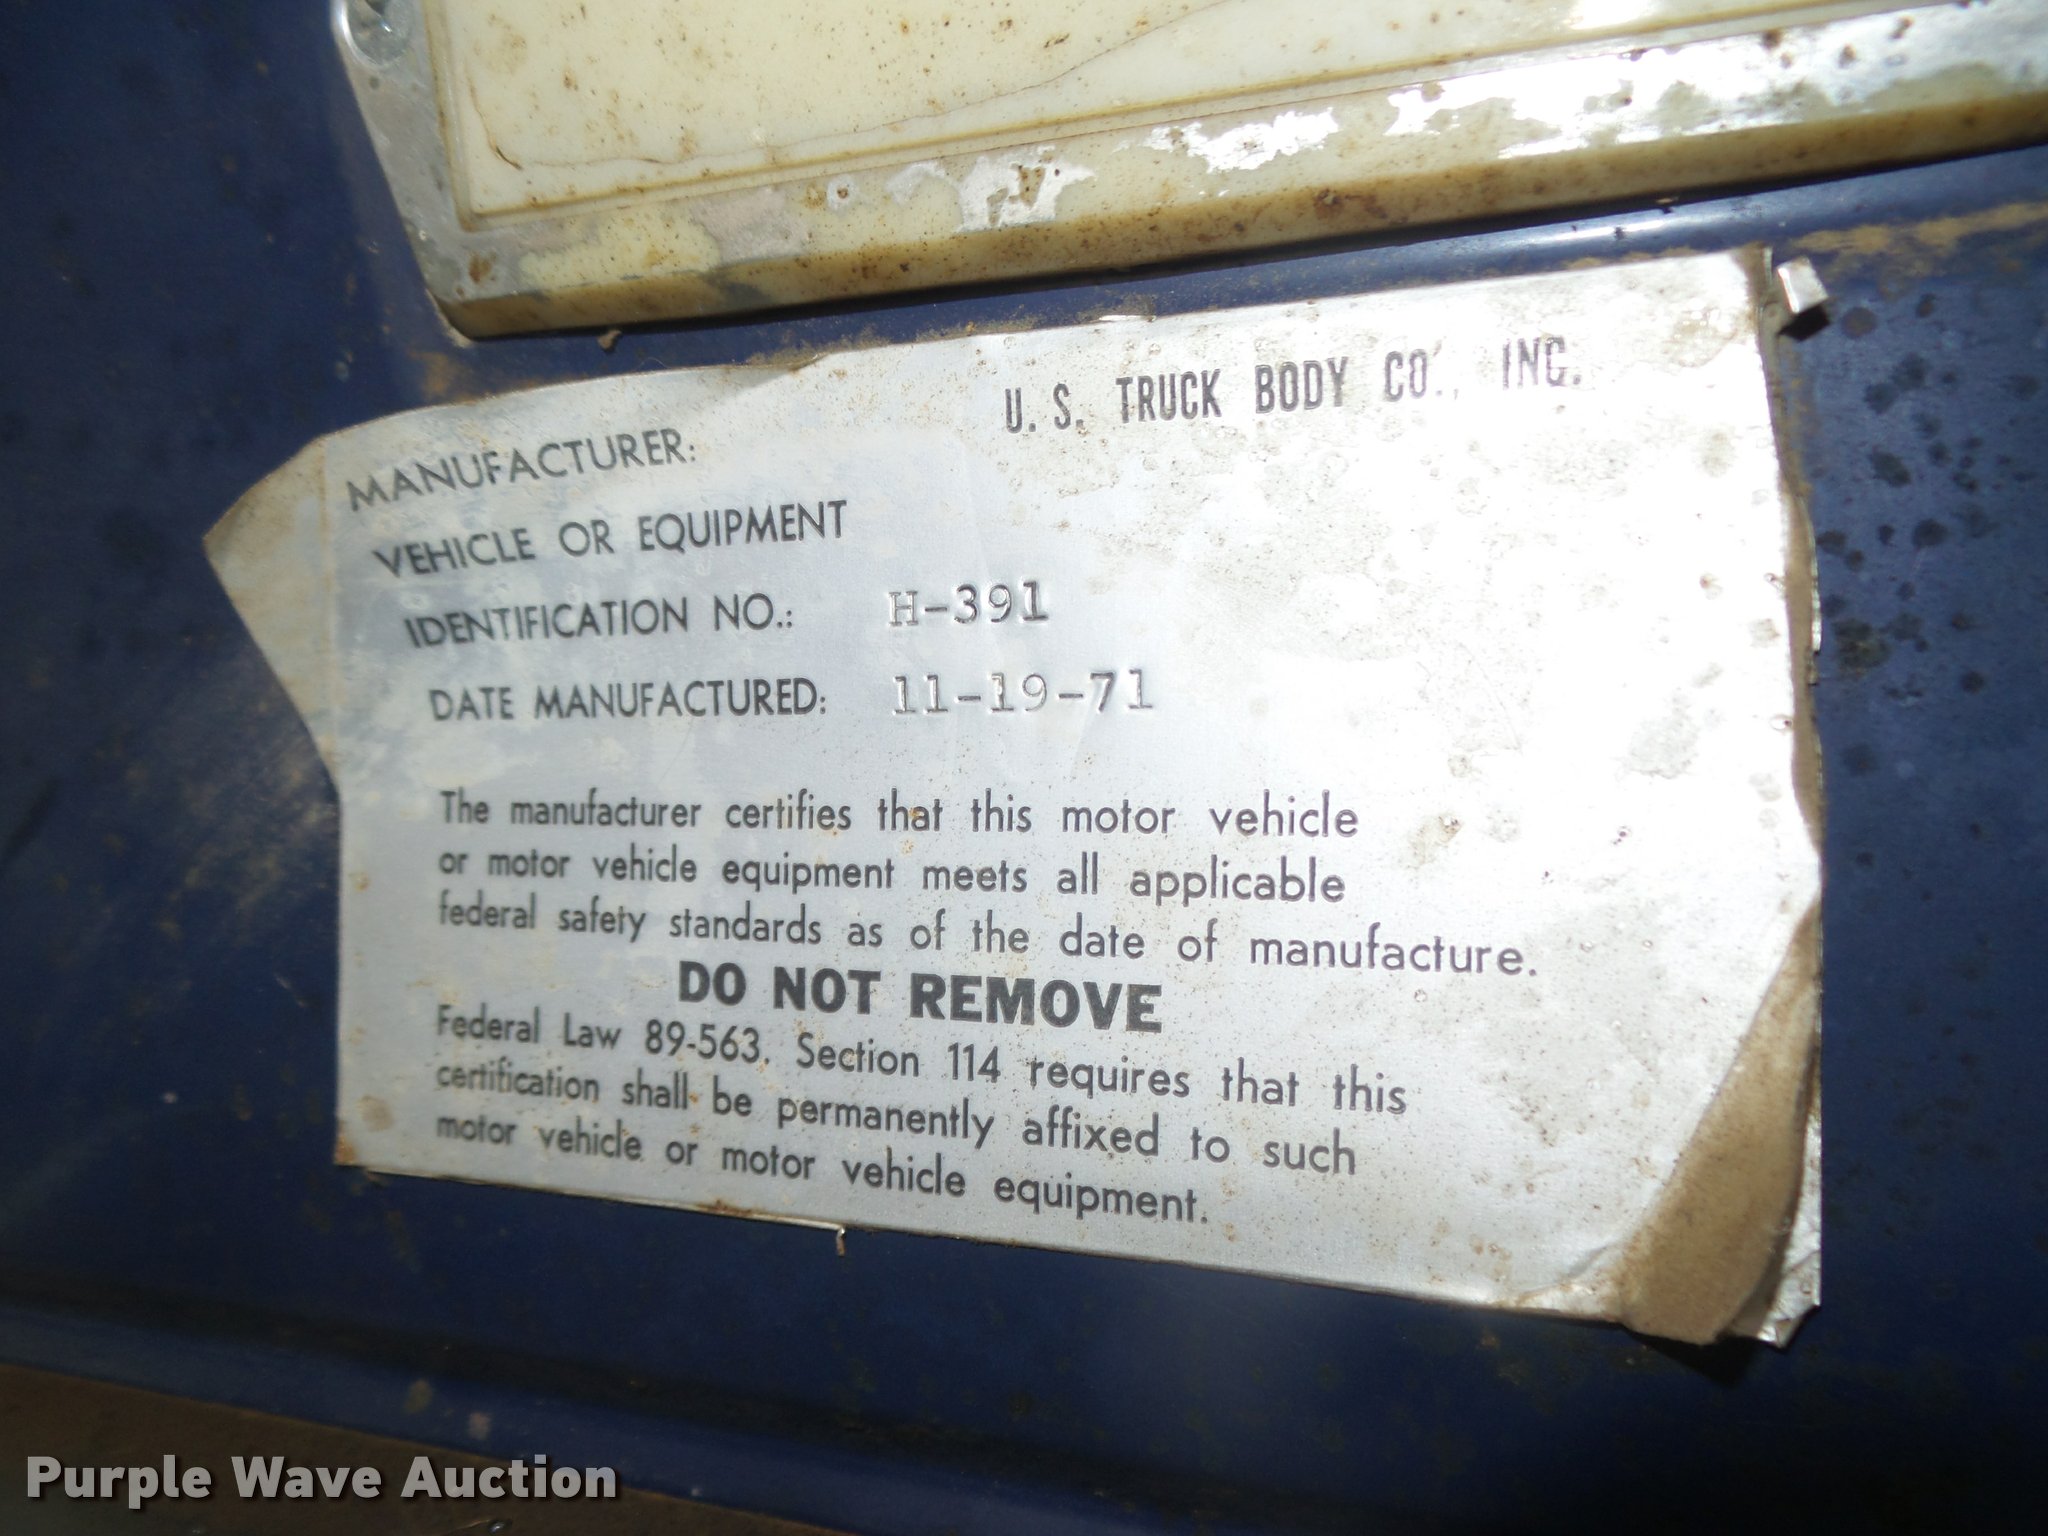 U. S. TRUCK BODY CO., INC.
MANUFACTURER:
VEHICLE OR EQUIPMENT
IDENTIFICATION NO.: H-391
DATE MANUFACTURED: 11-19-71
The manufacturer certifies that this motor vehicle
or motor vehicle equipment meets all applicable
federal safety standards as of the date of manufacture.
DO NOT REMOVE
Federal Law 89-563. Section 114 requires that this
certification shall be permanently affixed to such
motor vehicle or motor vehicle equipment.
Purple Wave Auction